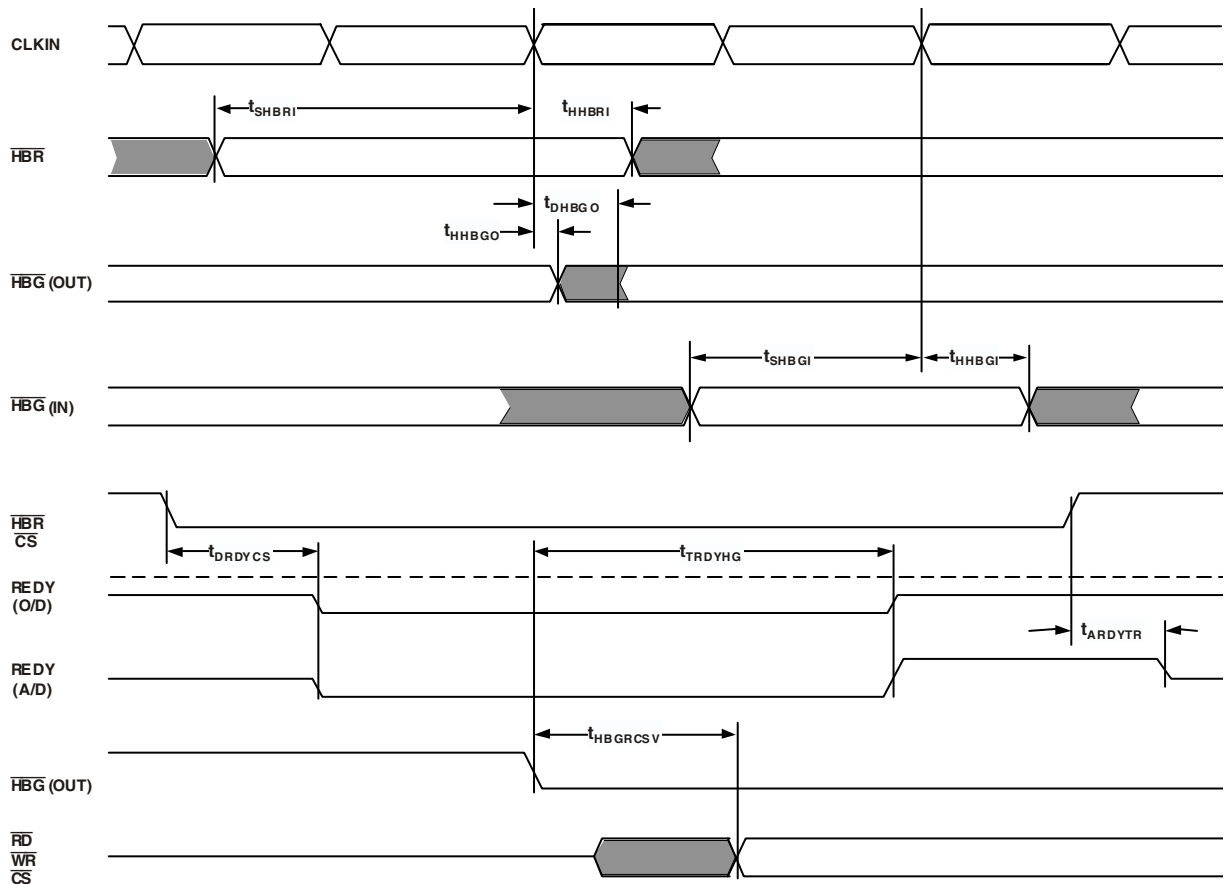 CLKIN
tSHBRI
tHHBRI
HBR
tDHBGO
tHHBGO
HBG (OUT)
tSHBGI
tHHBGI
HBG (IN)
HBR
CS
tDRDYCS
tTRDYHG
REDY
(O/D)
tARDYTR
REDY
(A/D)
tHBGRCSV
HBG (OUT)
RD
WR
CS